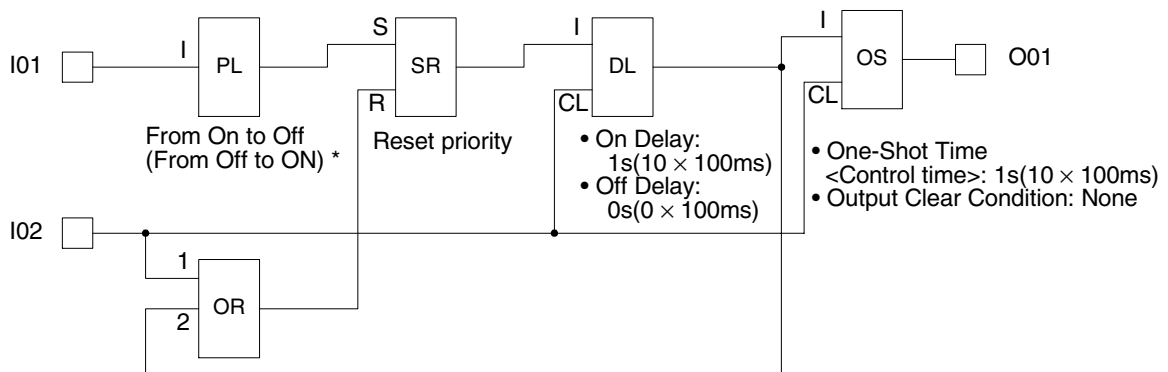 I01
I
PL
From On to Off
(From Off to ON) *
S
R
SR
Reset priority
I
CL
DL
• On Delay:
1s(10 × 100ms)
• Off Delay:
0s(0 × 100ms)
I
CL
OS
O01
• One-Shot Time
<Control time>: 1s(10 × 100ms)
• Output Clear Condition: None
I02
1
2
OR